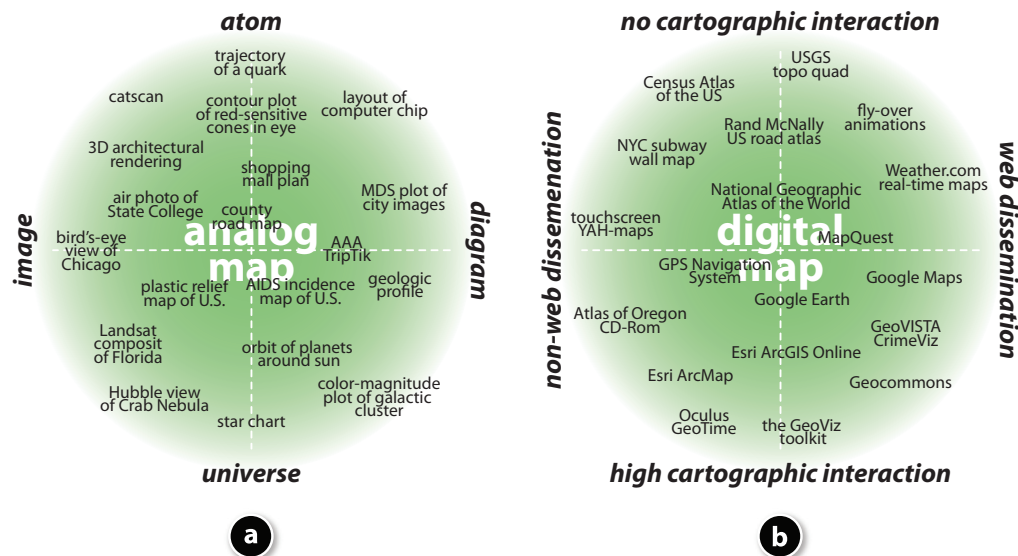 atom
trajectory
of a quark
catscan
contour plot
of red-sensitive
cones in eye
layout of
computer chip
3D architectural
rendering
shopping
mall plan
air photo of
State College
MDS plot of
city images
county
road map
image
diagram
bird's-eye
view of
Chicago
analog
map
AAA
TripTik
plastic relief
map of U.S.
AIDS incidence
map of U.S.
geologic
profile
Landsat
composit
of Florida
orbit of planets
around sun
Hubble view
of Crab Nebula
color-magnitude
plot of galactic
cluster
star chart
universe
a
no cartographic interaction
USGS
topo quad
Census Atlas
of the US
fly-over
animations
Rand McNally
US road atlas
NYC subway
wall map
Weather.com
real-time maps
National Geographic
Atlas of the World
non-web dissemenation
web dissemination
touchscreen
YAH-maps
digital
map
MapQuest
GPS Navigation
System
Google Maps
Google Earth
Atlas of Oregon
CD-Rom
GeoVISTA
CrimeViz
Esri ArcGIS Online
Esri ArcMap
Geocommons
Oculus
GeoTime
the GeoViz
toolkit
high cartographic interaction
b